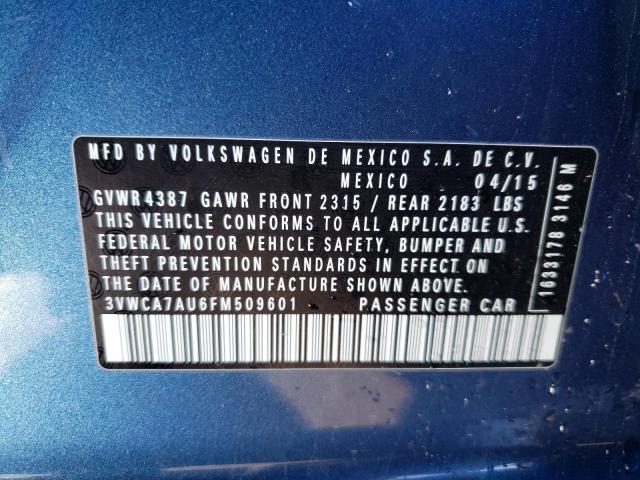 MFD BY VOLKSWAGEN DE MEXICO S.A. DE C.V.
MEXICO 04/15
GVWR 4387 GAWR FRONT 2315 / REAR 2183 LBS
THIS VEHICLE CONFORMS TO ALL APPLICABLE U.S.
FEDERAL MOTOR VEHICLE SAFETY, BUMPER AND
THEFT PREVENTION STANDARDS IN EFFECT ON
THE DATE OF MANUFACTURE SHOWN ABOVE.
3VWCA7AU6FM509601 PASSENGER CAR
1633178 3146 M